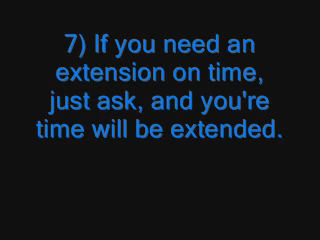 7) If you need an
extension on time,
just ask, and you're
time will be extended.